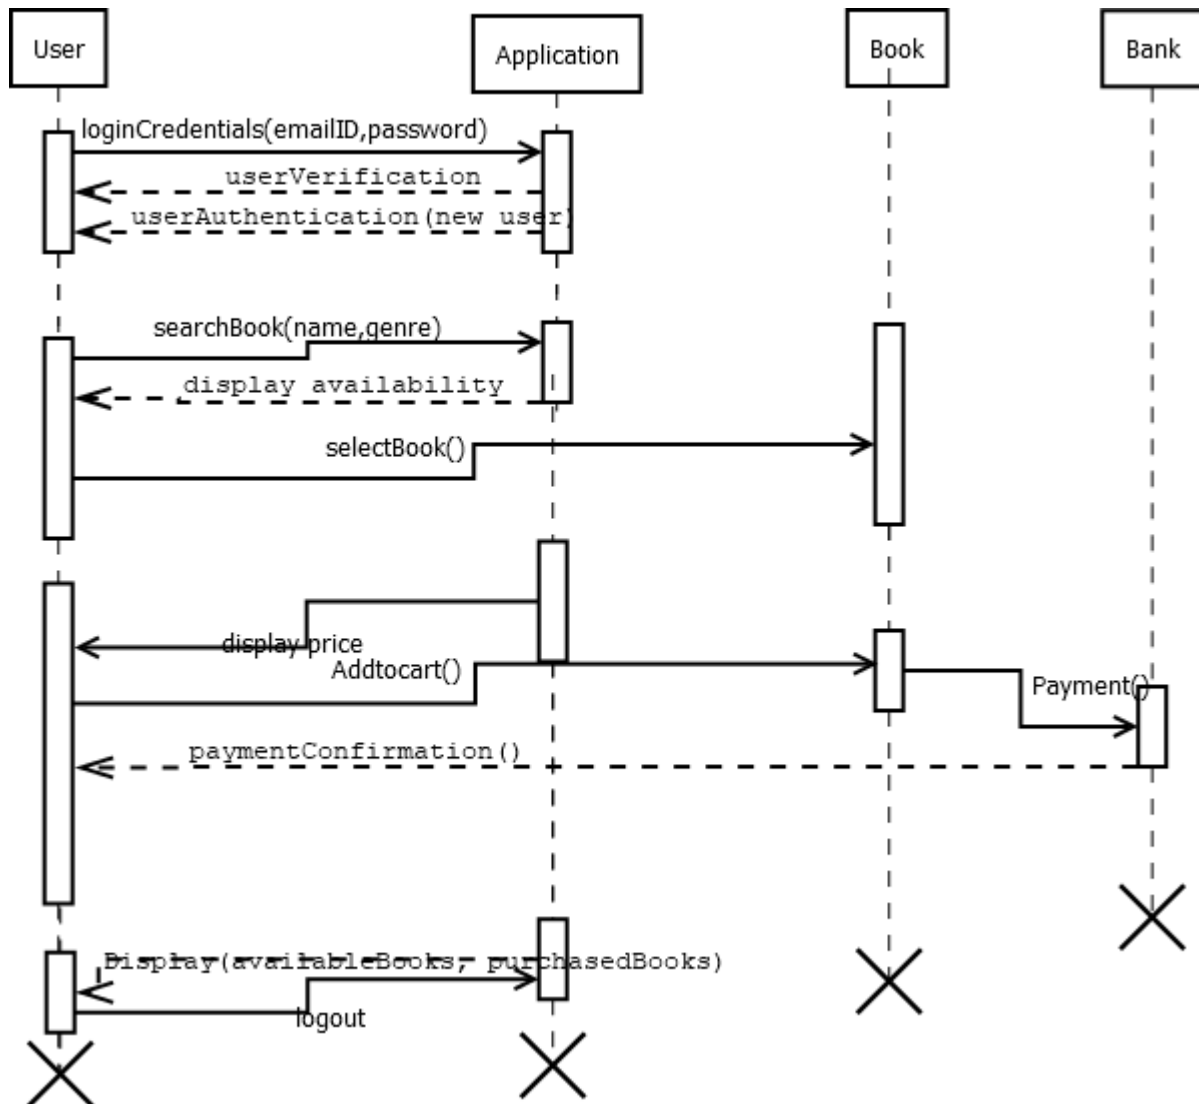 User
Application
Book
Bank
loginCredentials(emailID,password)
userVerification
userAuthentication(new user)
searchBook(name,genre)
display availability
selectBook()
display price
Addtocart()
Payment()
paymentConfirmation()
Display(availableBooks, purchasedBooks)
logout